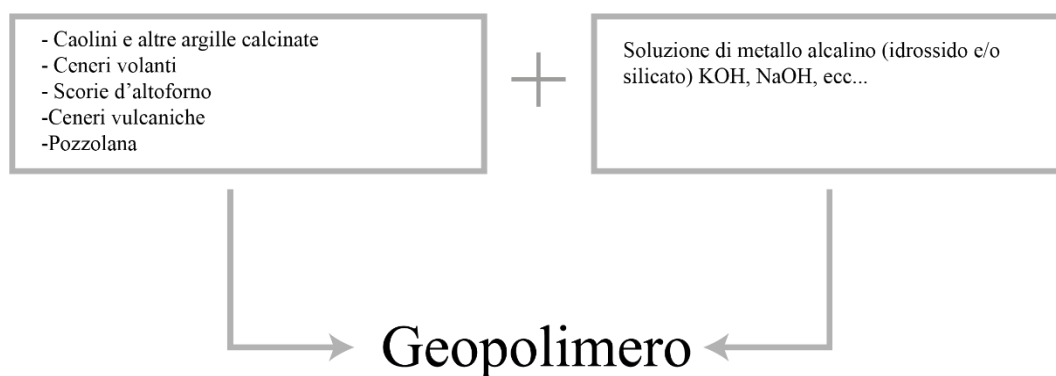 - Caolini e altre argille calcinate
- Ceneri volanti
- Scorie d'altoforno
-Ceneri vulcaniche
-Pozzolana
Soluzione di metallo alcalino (idrossido e/o
silicato) KOH, NaOH, ecc...
Geopolimero